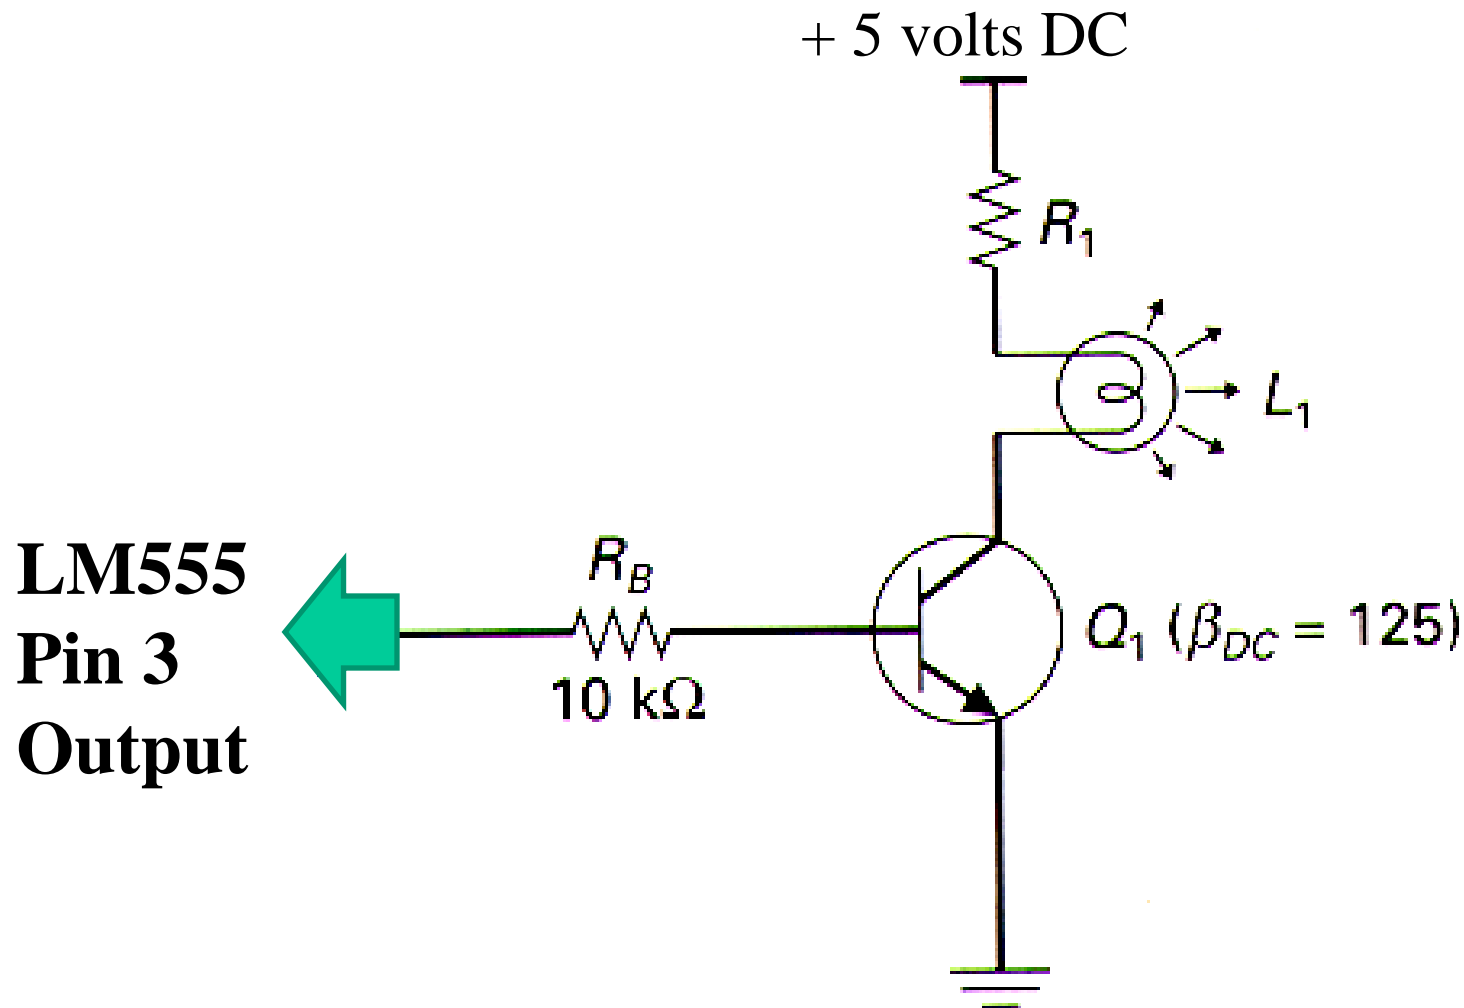 + 5 volts DC
R1
L1
LM555
Pin 3
Output
RB
10 kΩ
Q1 (βDC = 125)